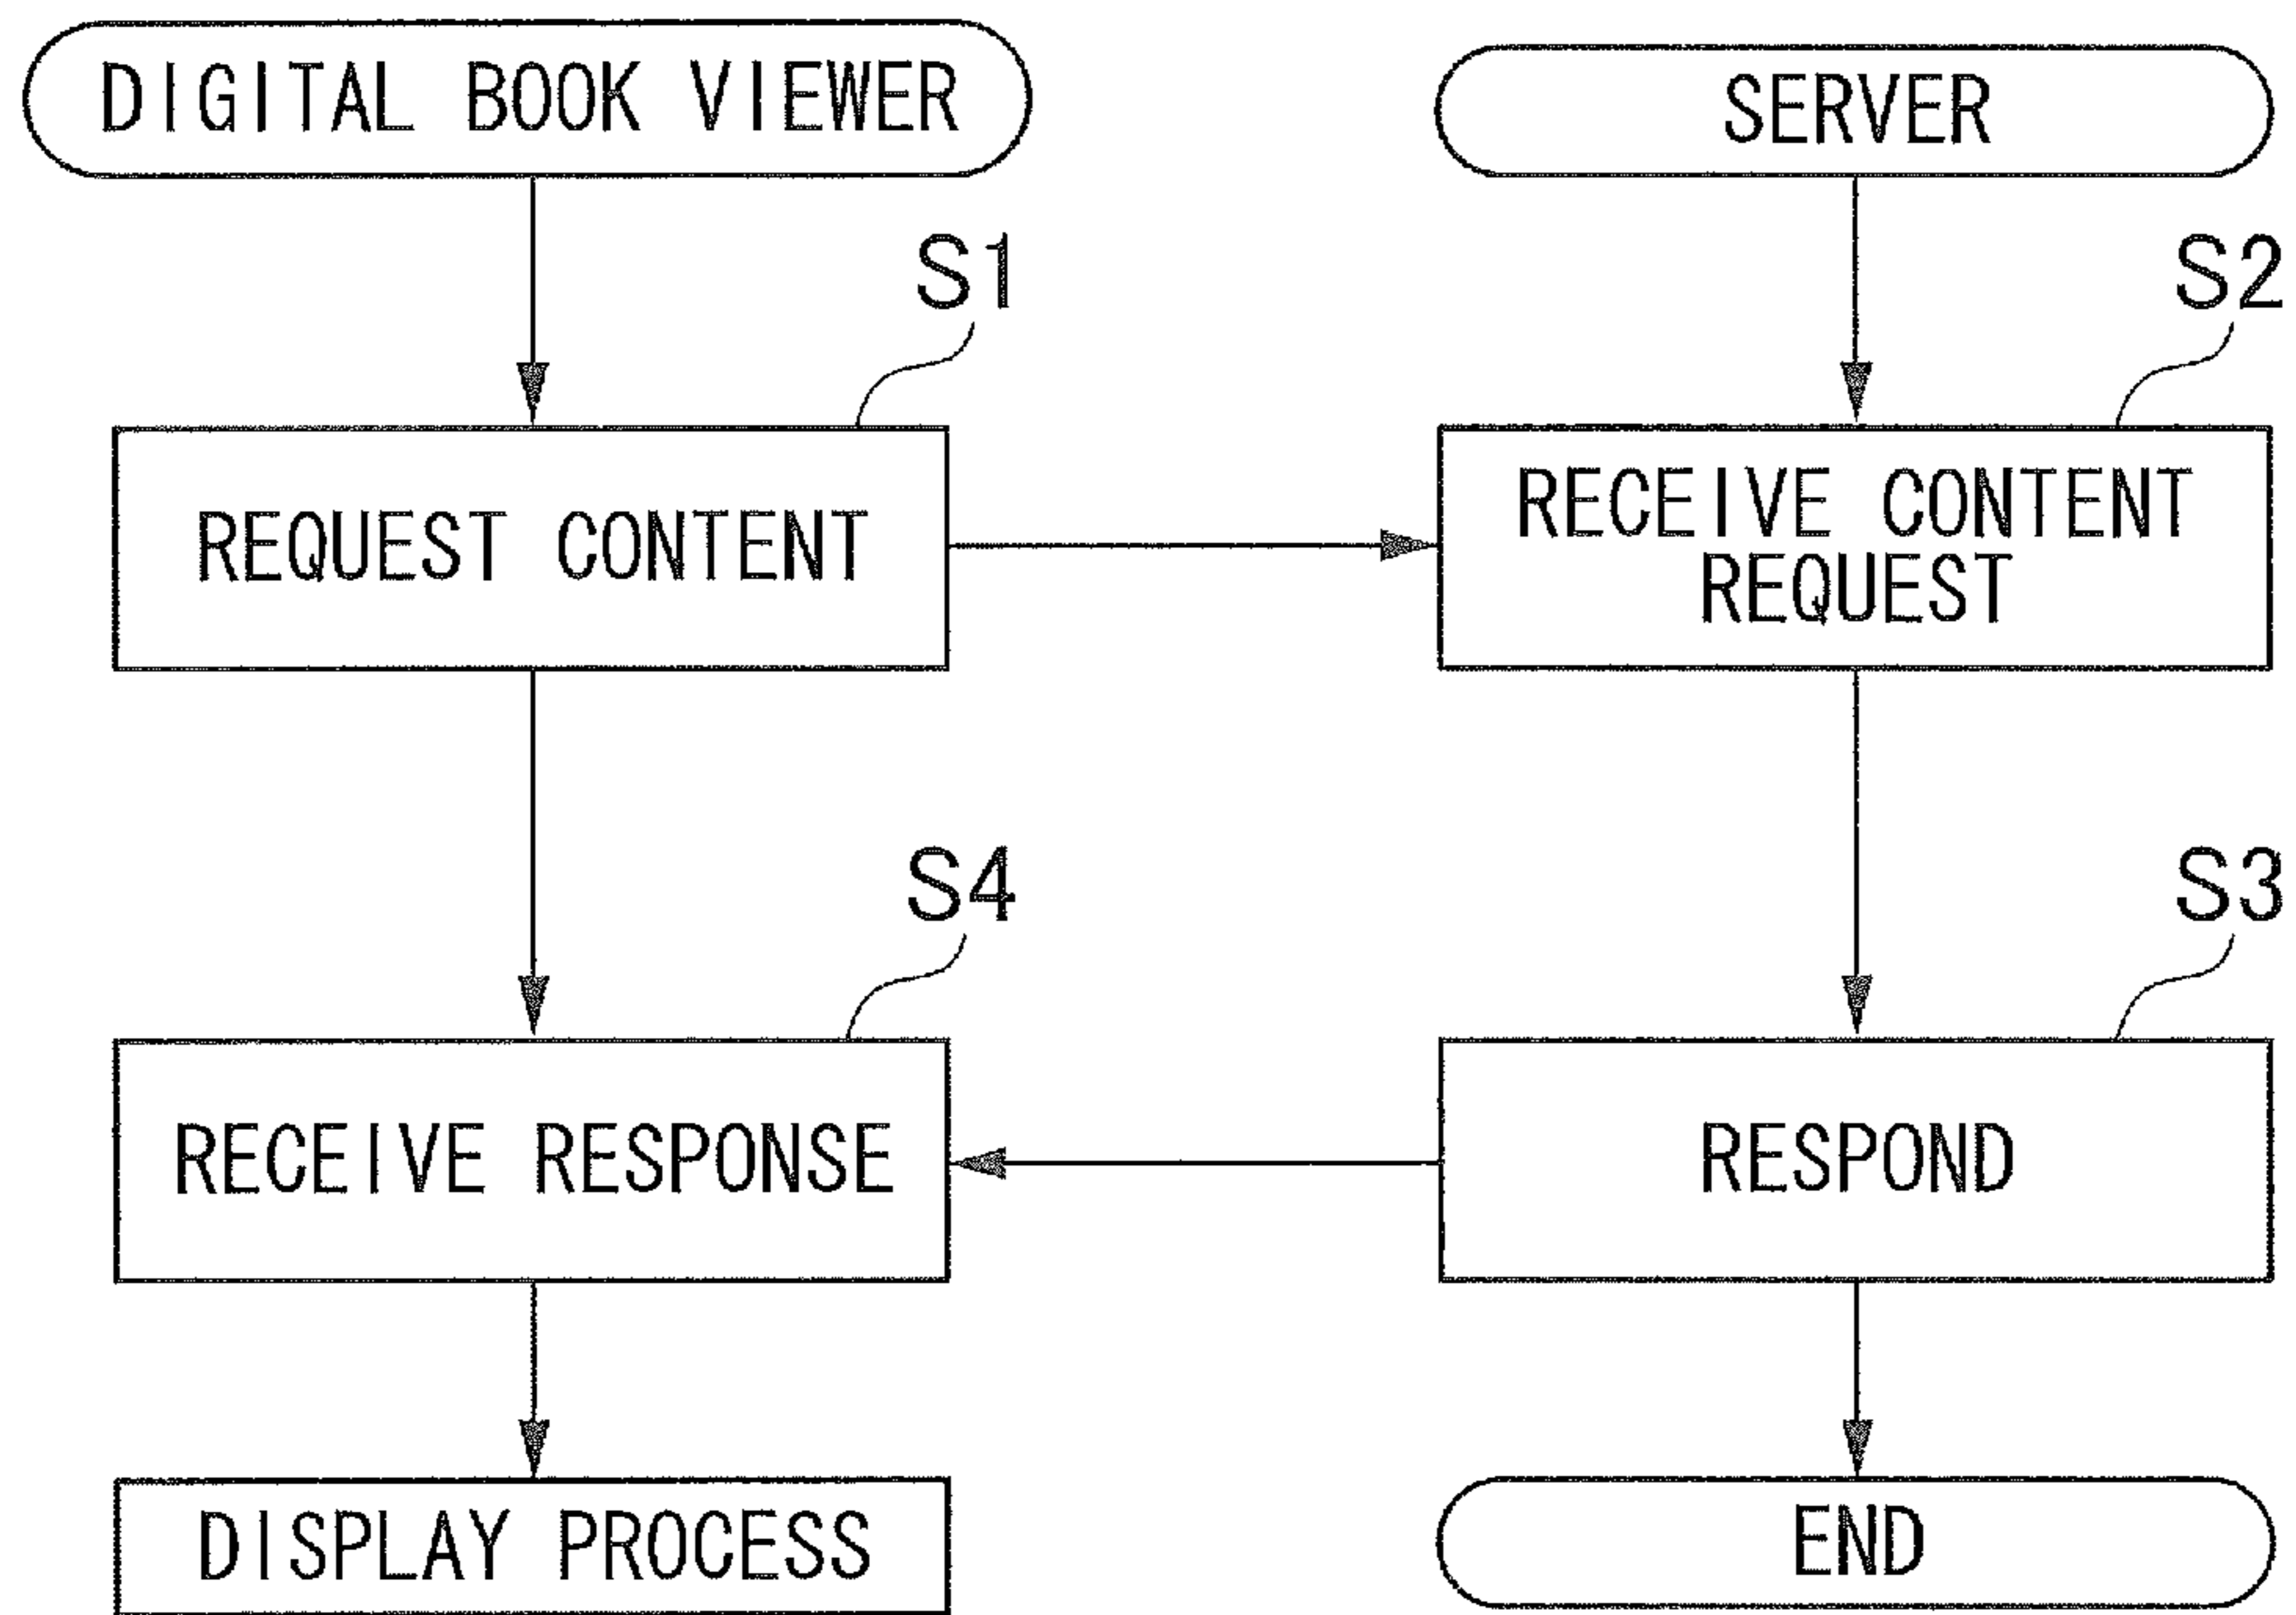 DIGITAL BOOK VIEWER
SERVER
S1
S2
REQUEST CONTENT
RECEIVE CONTENT
REQUEST
S4
S3
RECEIVE RESPONSE
RESPOND
DISPLAY PROCESS
END